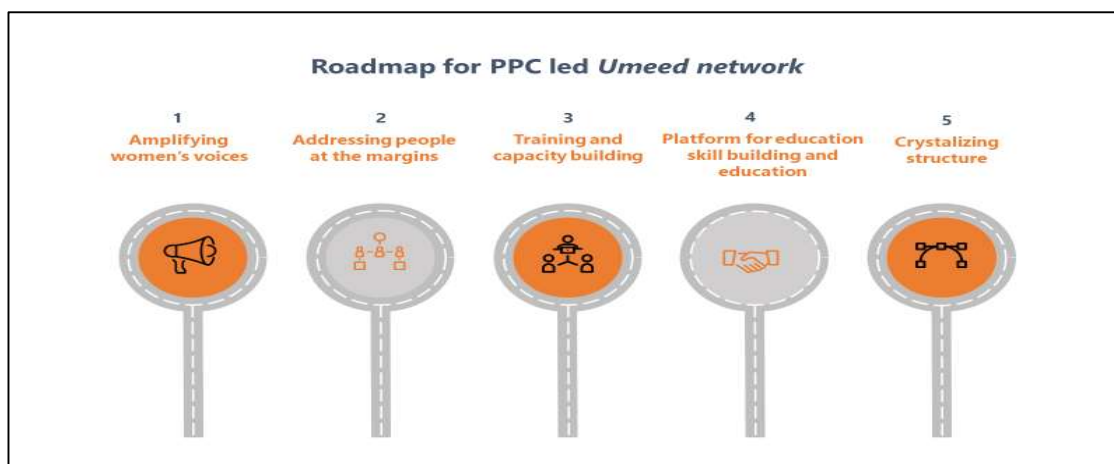 Roadmap for PPC led Umeed network
1
Amplifying
women's voices
2
Addressing people
at the margins
3
Training and
capacity building
4
Platform for education
skill building and
education
5
Crystalizing
structure